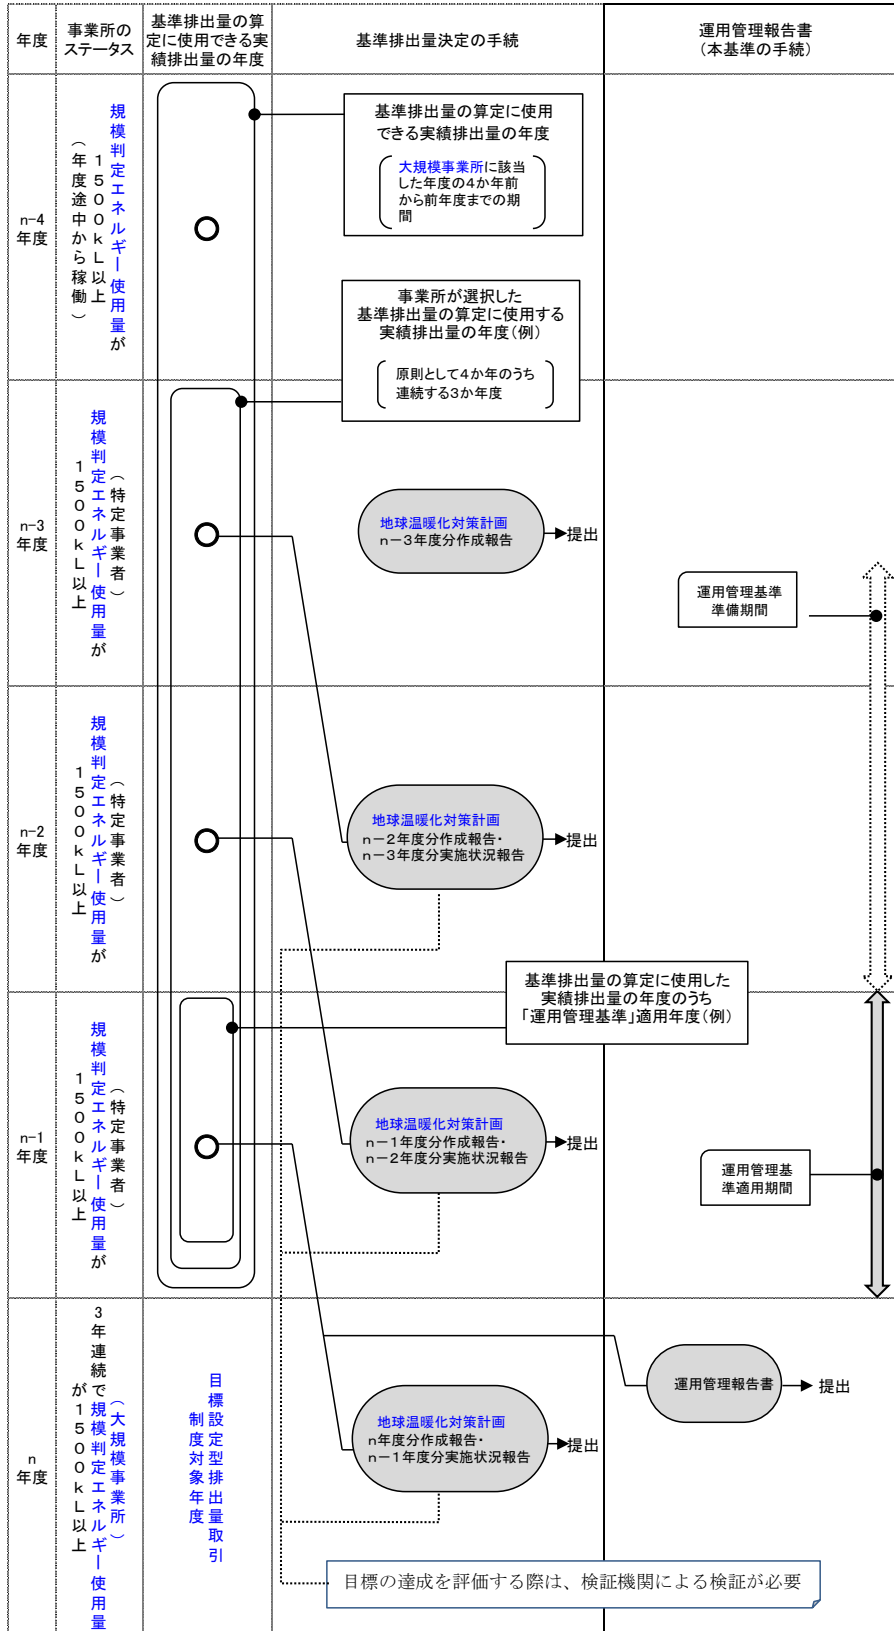 年度
事業所の
ステータス
基準排出量の算
定に使用できる実
績排出量の年度
基準排出量決定の手続
運用管理報告書
(本基準の手続)
n-4
年度
規模判定エネルギー使用量が
1500kL以上
(年度途中から稼働)
基準排出量の算定に使用
できる実績排出量の年度
大規模事業所に該当
した年度の4か年前
から前年度までの期
間
事業所が選択した
基準排出量の算定に使用する
実績排出量の年度(例)
原則として4か年のうち
連続する3か年度
n-3
年度
(特定事業者)
規模判定エネルギー使用量が
1500kL以上
地球温暖化対策計画
n-3年度分作成報告
提出
運用管理基準
準備期間
n-2
年度
(特定事業者)
規模判定エネルギー使用量が
1500kL以上
地球温暖化対策計画
n-2年度分作成報告・
n-3年度分実施状況報告
提出
基準排出量の算定に使用した
実績排出量の年度のうち
「運用管理基準」適用年度(例)
n-1
年度
(特定事業者)
規模判定エネルギー使用量が
1500kL以上
地球温暖化対策計画
n-1年度分作成報告・
n-2年度分実施状況報告
提出
運用管理基
準適用期間
n
年度
(大規模事業所)
3年連続で規模判定エネルギー使用量
が1500kL以上
目標設定型排出量取引
制度対象年度
地球温暖化対策計画
n年度分作成報告・
n-1年度分実施状況報告
提出
運用管理報告書
提出
目標の達成を評価する際は、検証機関による検証が必要